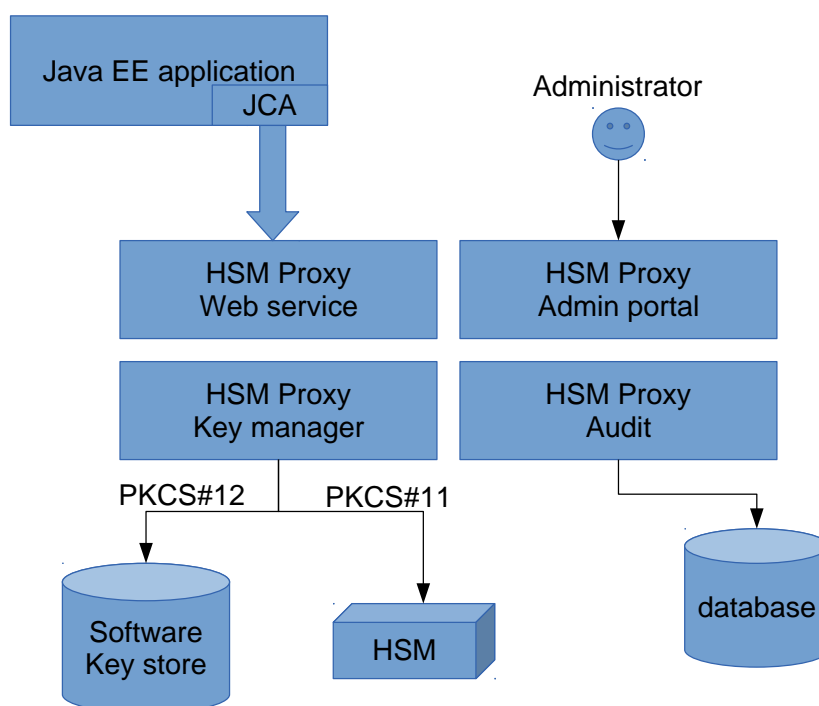 Java EE application
JCA
Administrator
HSM Proxy
Web service
HSM Proxy
Admin portal
HSM Proxy
Key manager
HSM Proxy
Audit
PKCS#12
PKCS#11
Software
Key store
HSM
database